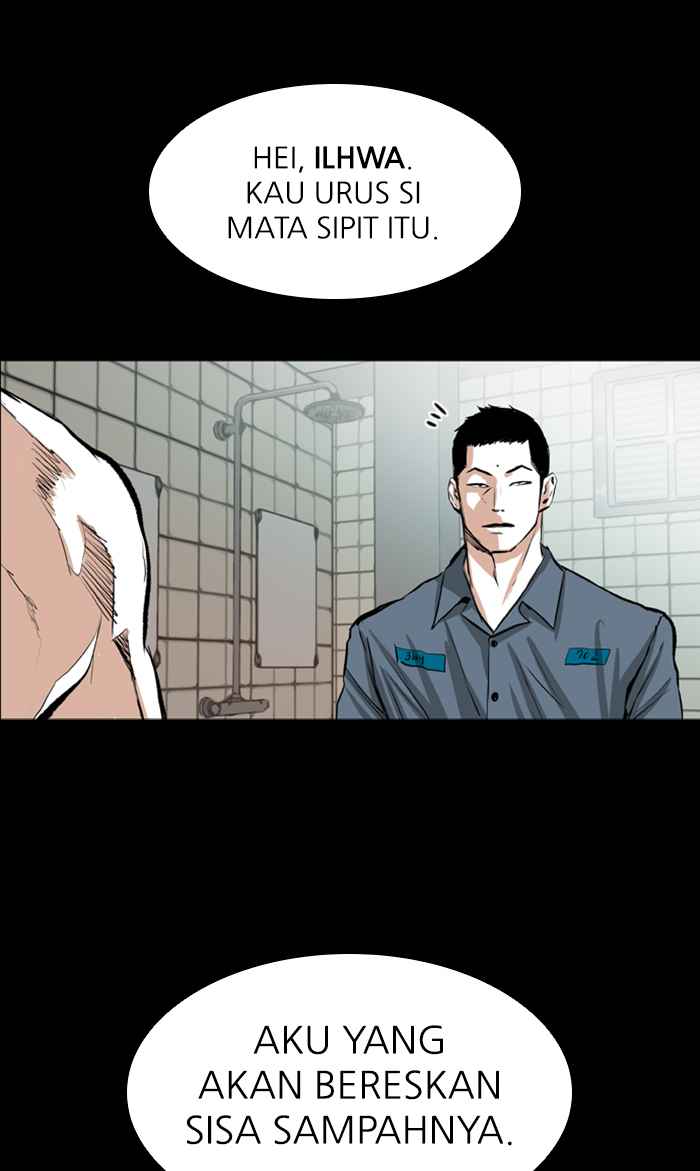 HEI, ILHWA.
KAU URUS SI
MATA SIPIT ITU.
AKU YANG
AKAN BERESKAN
SISA SAMPAHNYA.